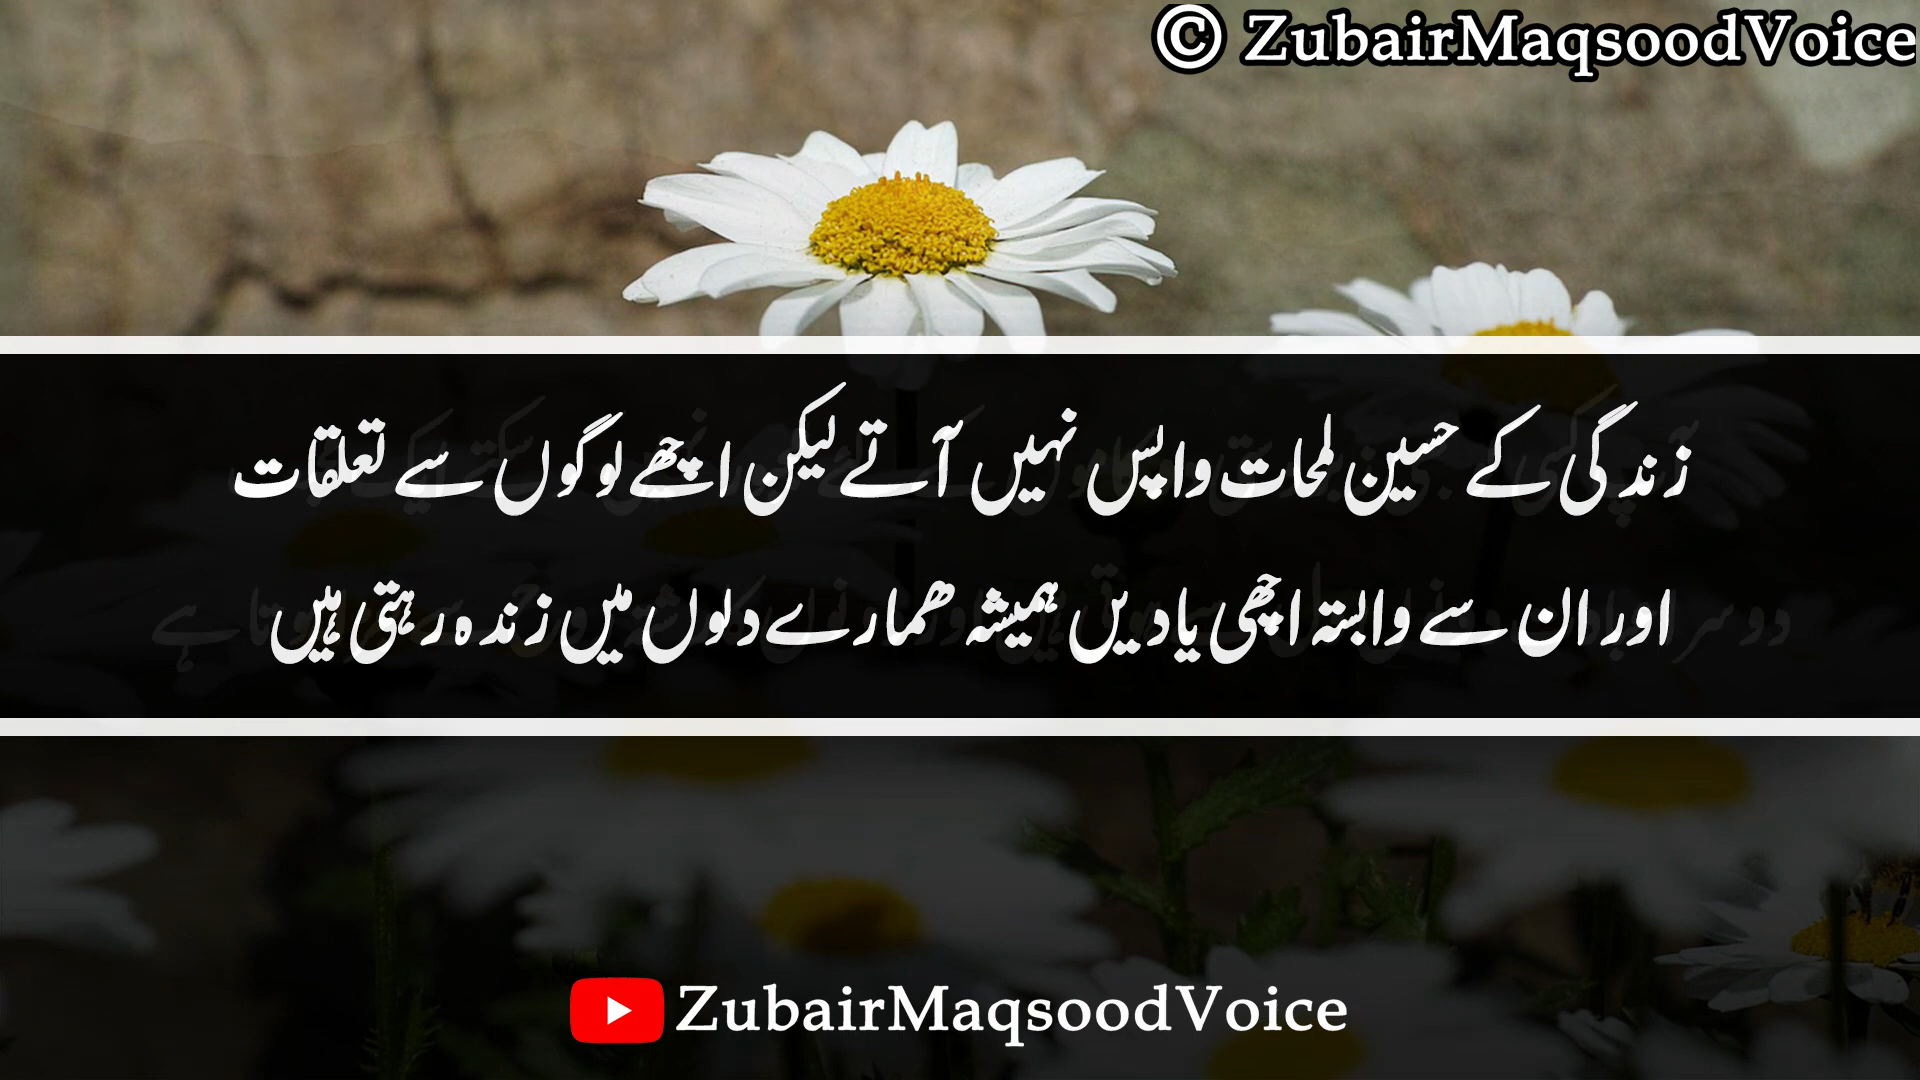 © ZubairMaqsoodVoice
زندگی کے حسین لمحات واپس نہیں آتے لیکن اچھے لوگوں سے تعلقات
اور ان سے وابستہ اچھی یادیں ہمیشہ ھمارے دلوں میں زندہ رہتی ہیں
ZubairMaqsoodVoice